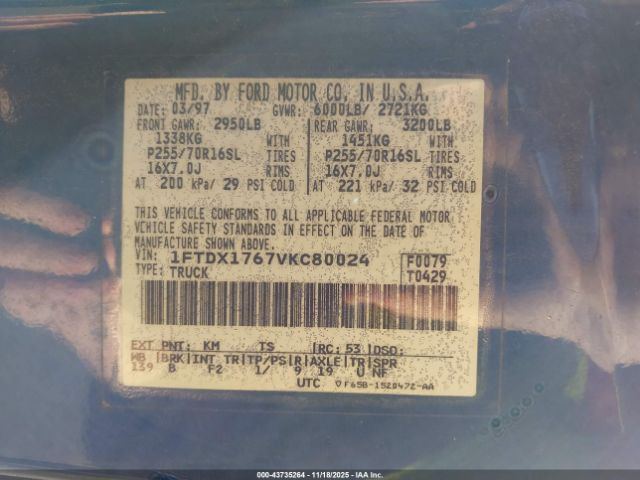 MFD. BY FORD MOTOR CO. IN U.S.A.
DATE: 03/97 GVWR: 6000LB/ 2721KG
FRONT GAWR: 2950LB REAR GAWR: 3200LB
1338KG WITH 1451KG WITH
P255/70R16SL TIRES P255/70R16SL TIRES
16X7.0J RIMS 16X7.0J RIMS
AT 200 kPa/ 29 PSI COLD AT 221 kPa/ 32 PSI COLD
THIS VEHICLE CONFORMS TO ALL APPLICABLE FEDERAL MOTOR
VEHICLE SAFETY STANDARDS IN EFFECT ON THE DATE OF
MANUFACTURE SHOWN ABOVE.
VIN: 1FTDX1767VKC80024 F0079
TYPE: TRUCK T0429
EXT PNT: KM TS RC: 53 DSO:
WB BRK INT TR TP/PS R AXLE TR SPR
139 B F2 1/ 9 19 U NF
UTC ▽F65B-1520472-AA
000-43735264 - 11/18/2025 - IAA, Inc.